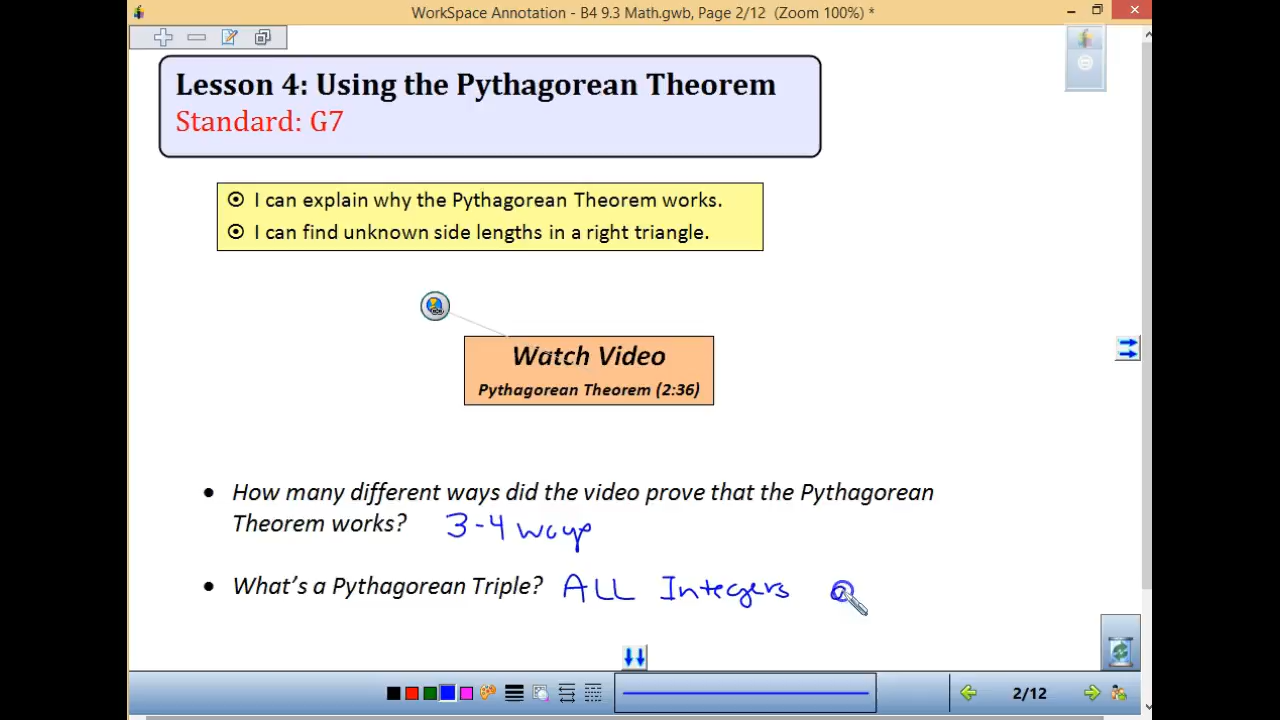 WorkSpace Annotation - B4 9.3 Math.gwb, Page 2/12 (Zoom 100%) *
Lesson 4: Using the Pythagorean Theorem
Standard: G7
I can explain why the Pythagorean Theorem works.
I can find unknown side lengths in a right triangle.
Watch Video
Pythagorean Theorem (2:36)
• How many different ways did the video prove that the Pythagorean
Theorem works? 3-4 ways
• What's a Pythagorean Triple? ALL Integers
2/12